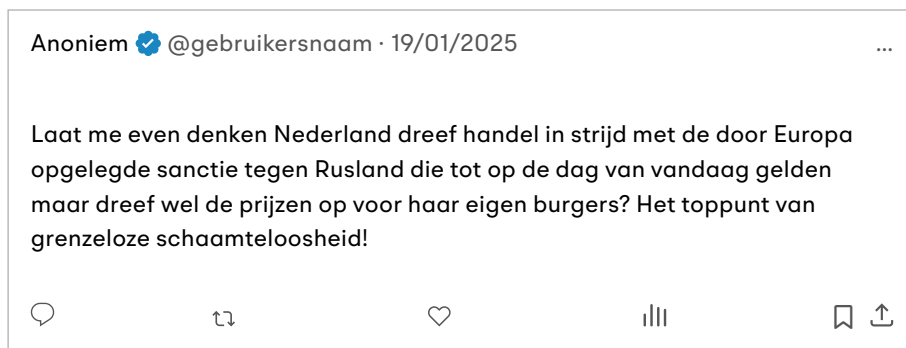 Anoniem @gebruikersnaam · 19/01/2025 ...
Laat me even denken Nederland dreef handel in strijd met de door Europa
opgelegde sanctie tegen Rusland die tot op de dag van vandaag gelden
maar dreef wel de prijzen op voor haar eigen burgers? Het toppunt van
grenzeloze schaamteloosheid!